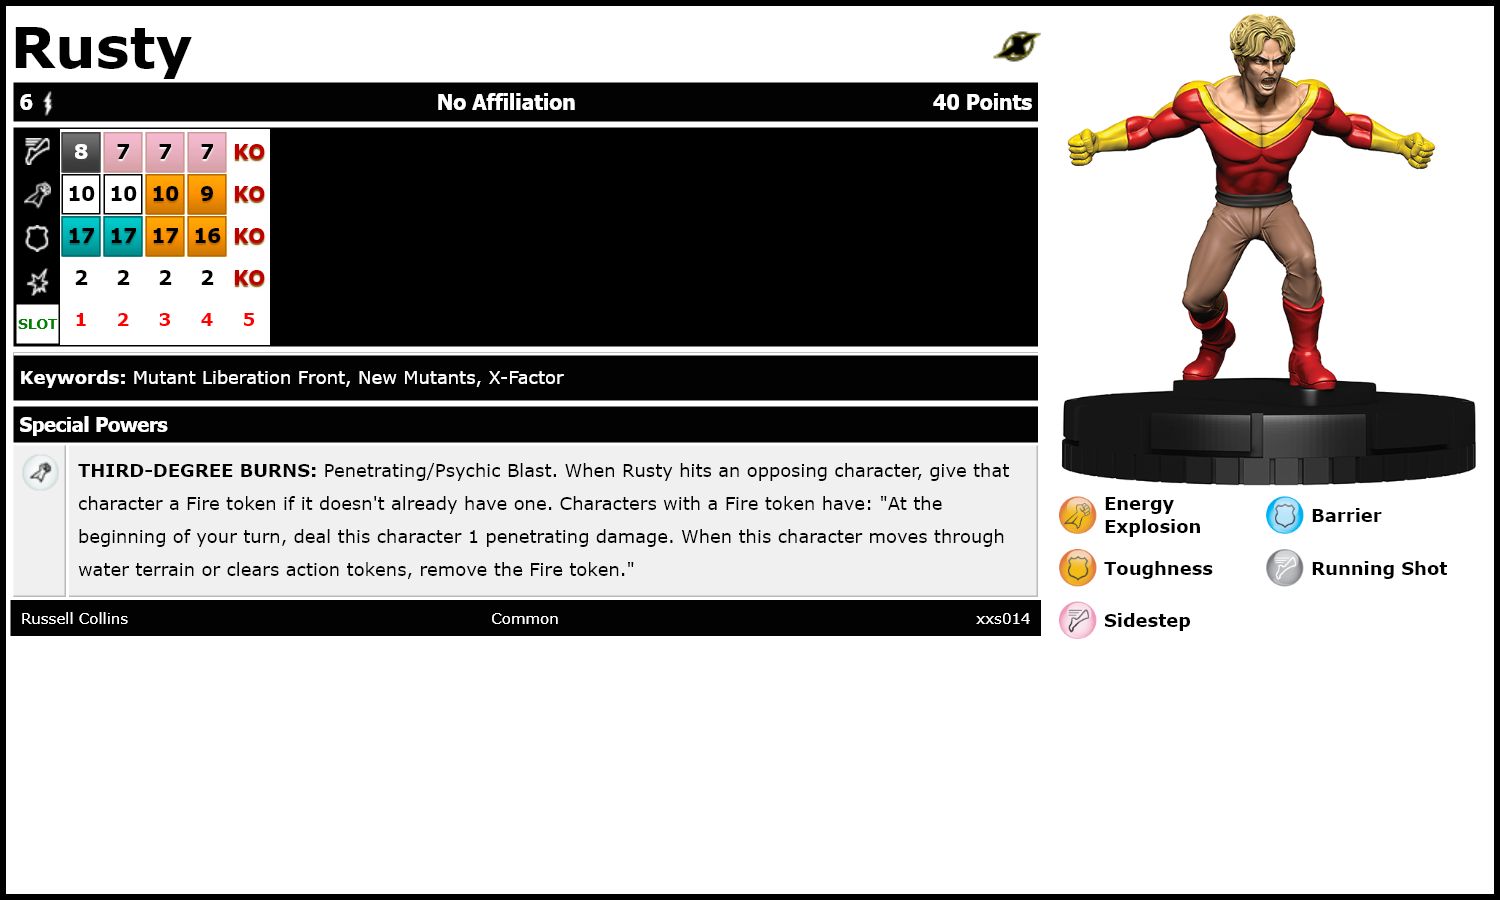 Rusty
6 No Affiliation 40 Points
8 7 7 7 KO
10 10 10 9 KO
17 17 17 16 KO
2 2 2 2 KO
SLOT 1 2 3 4 5
Keywords: Mutant Liberation Front, New Mutants, X-Factor
Special Powers
THIRD-DEGREE BURNS: Penetrating/Psychic Blast. When Rusty hits an opposing character, give that
character a Fire token if it doesn't already have one. Characters with a Fire token have: "At the
beginning of your turn, deal this character 1 penetrating damage. When this character moves through
water terrain or clears action tokens, remove the Fire token."
Russell Collins Common xxs014
Energy
Explosion
Barrier
Toughness
Running Shot
Sidestep